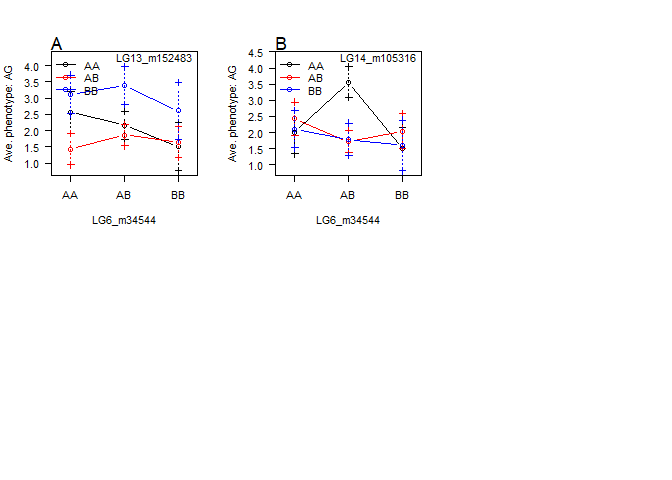 A
LG13_m152483
AA
AB
BB
4.0
3.5
3.0
2.5
2.0
1.5
1.0
Ave. phenotype: AG
AA AB BB
LG6_m34544
B
LG14_m105316
AA
AB
BB
4.5
4.0
3.5
3.0
2.5
2.0
1.5
1.0
Ave. phenotype: AG
AA AB BB
LG6_m34544